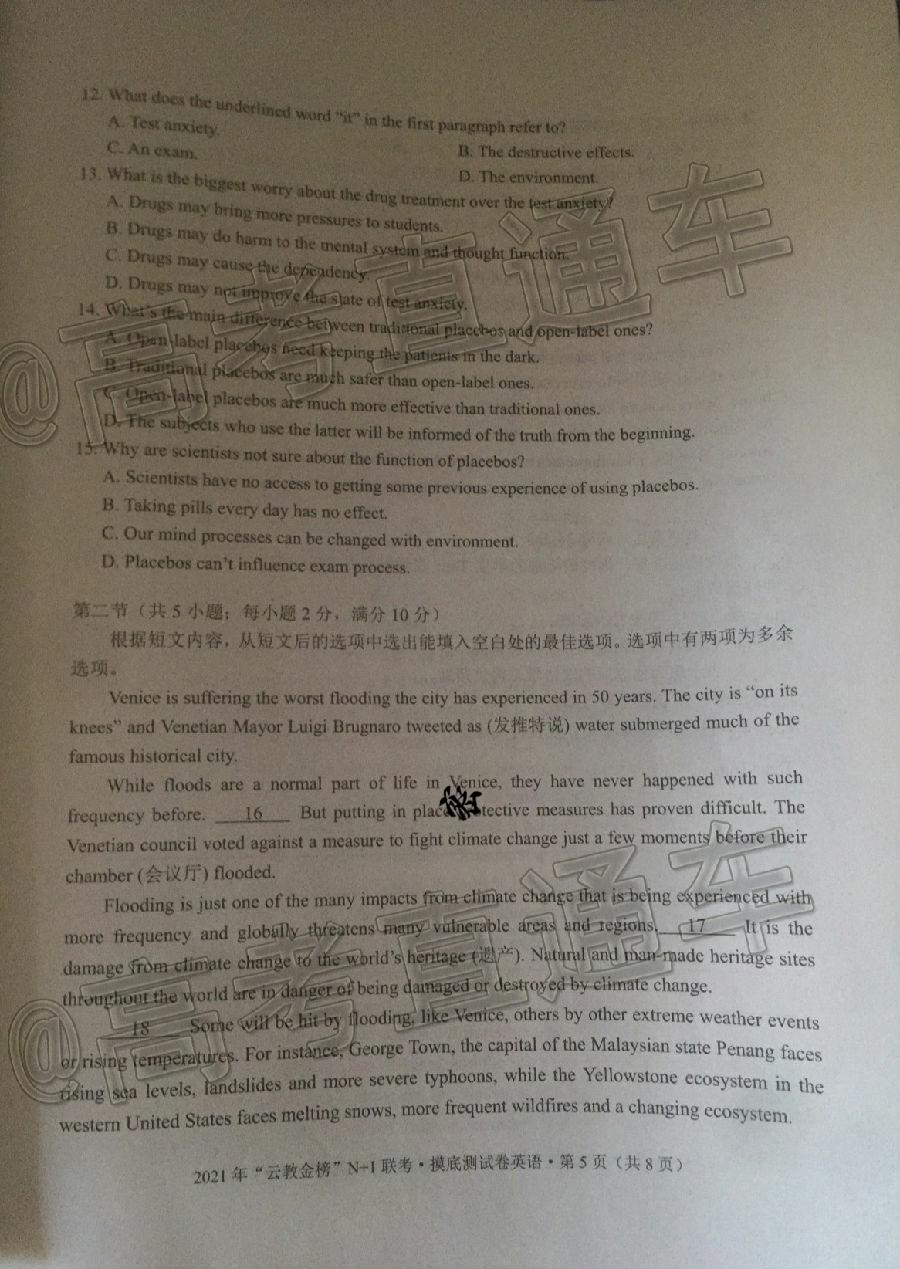 12. What does the underlined word “it” in the first paragraph refer to?
A. Test anxiety.
B. The destructive effects.
C. An exam.
D. The environment.
13. What is the biggest worry about the drug treatment over the test anxiety?
A. Drugs may bring more pressures to students.
B. Drugs may do harm to the mental system and thought function.
C. Drugs may cause the dependency.
D. Drugs may not improve the state of test anxiety.
14. What’s the main difference between traditional placebos and open-label ones?
A. Open-label placebos need keeping the patients in the dark.
B. Traditional placebos are much safer than open-label ones.
C. Open-label placebos are much more effective than traditional ones.
D. The subjects who use the latter will be informed of the truth from the beginning.
15. Why are scientists not sure about the function of placebos?
A. Scientists have no access to getting some previous experience of using placebos.
B. Taking pills every day has no effect.
C. Our mind processes can be changed with environment.
D. Placebos can’t influence exam process.
第二节（共 5 小题；每小题 2 分，满分 10 分）
根据短文内容，从短文后的选项中选出能填入空白处的最佳选项。选项中有两项为多余
选项。
Venice is suffering the worst flooding the city has experienced in 50 years. The city is “on its
knees” and Venetian Mayor Luigi Brugnaro tweeted as (发推特说) water submerged much of the
famous historical city.
While floods are a normal part of life in Venice, they have never happened with such
frequency before. 16 But putting in measures has proven difficult. The
Venetian council voted against a measure to fight climate change just a few moments before their
chamber (会议厅) flooded.
Flooding is just one of the many impacts from climate change that is being experienced with
more frequency and globally threatens many vulnerable areas and regions. 17 It is the
damage from climate change to the world’s heritage (遗产). Natural and man-made heritage sites
throughout the world are in danger of being damaged or destroyed by climate change.
18 Some will be hit by flooding, like Venice, others by other extreme weather events
or rising temperatures. For instance, George Town, the capital of the Malaysian state Penang faces
rising sea levels, landslides and more severe typhoons, while the Yellowstone ecosystem in the
western United States faces melting snows, more frequent wildfires and a changing ecosystem.
2021 年“云教金榜”N+1 联考·摸底测试卷英语·第 5 页（共 8 页）
@高考直通车
@高考直通车